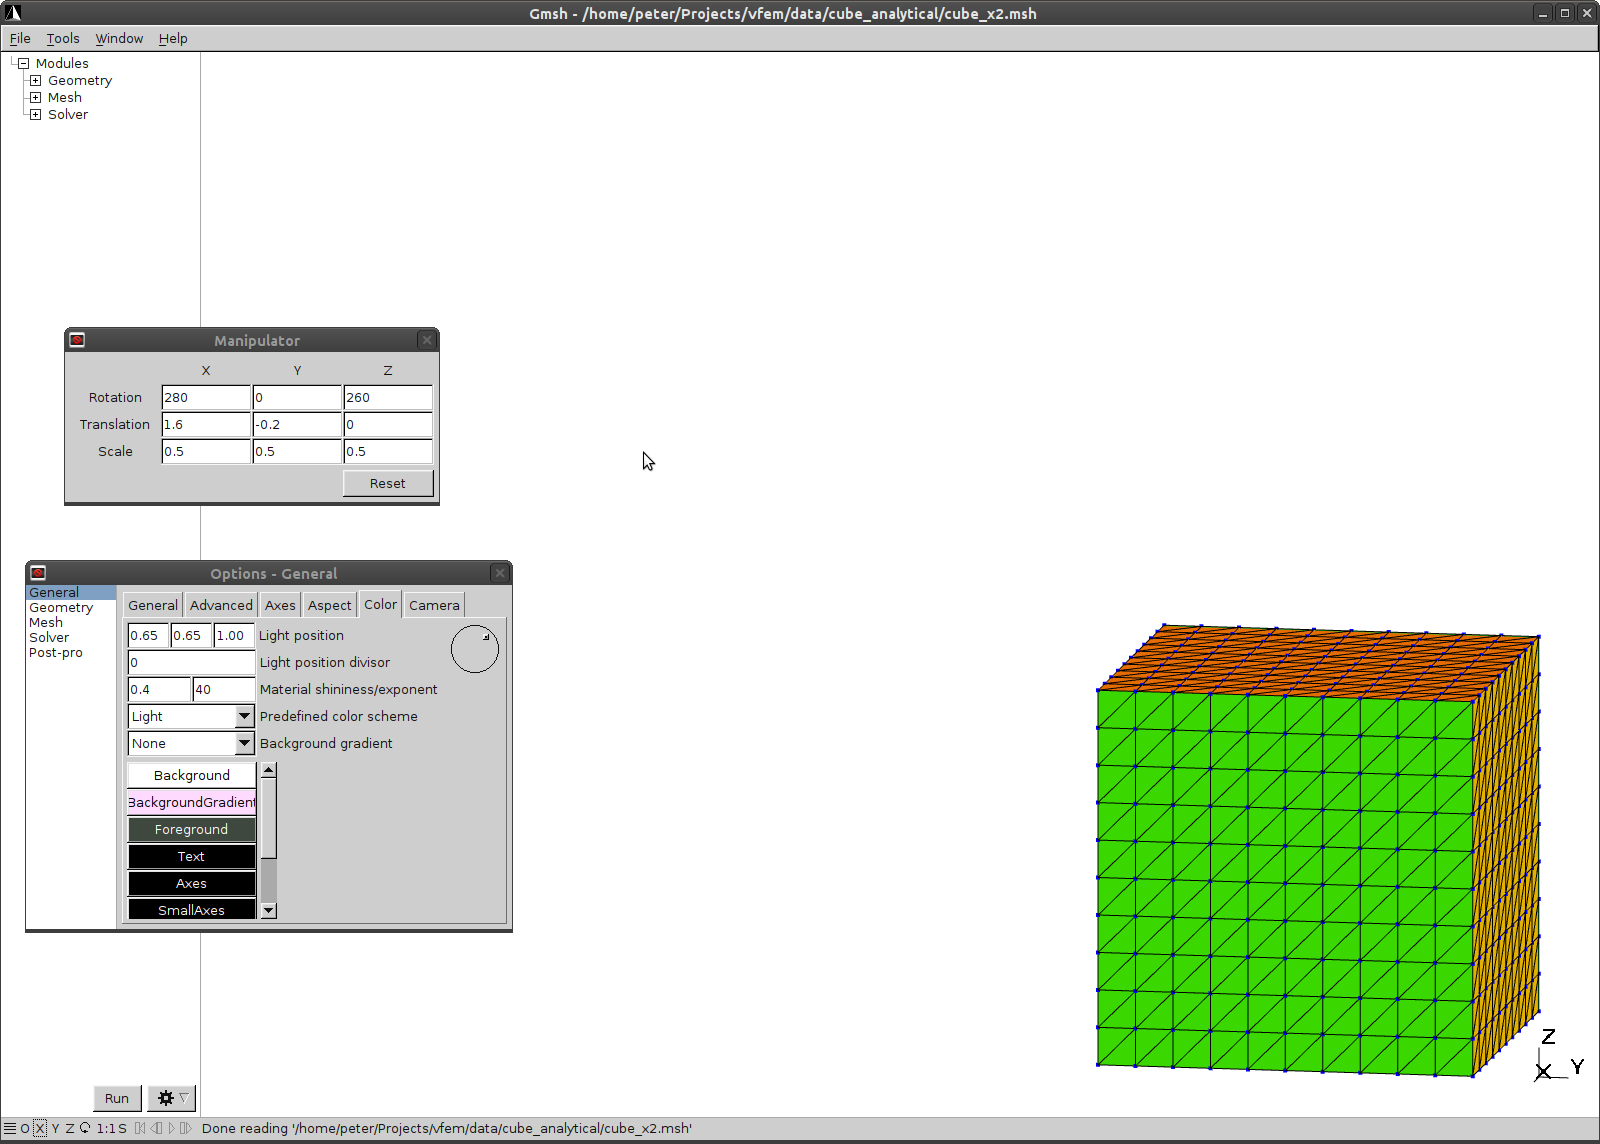 Gmsh - /home/peter/Projects/vfem/data/cube_analytical/cube_x2.msh
File Tools Window Help
Modules
Geometry
Mesh
Solver
Manipulator
X Y Z
Rotation 280 0 260
Translation 1.6 -0.2 0
Scale 0.5 0.5 0.5
Reset
Options - General
General
Geometry
Mesh
Solver
Post-pro
General Advanced Axes Aspect Color Camera
0.65 0.65 1.00 Light position
0 Light position divisor
0.4 40 Material shininess/exponent
Light Predefined color scheme
None Background gradient
Background
BackgroundGradient
Foreground
Text
Axes
SmallAxes
Z
X Y
Run
O X Y Z 1:1 S Done reading '/home/peter/Projects/vfem/data/cube_analytical/cube_x2.msh'